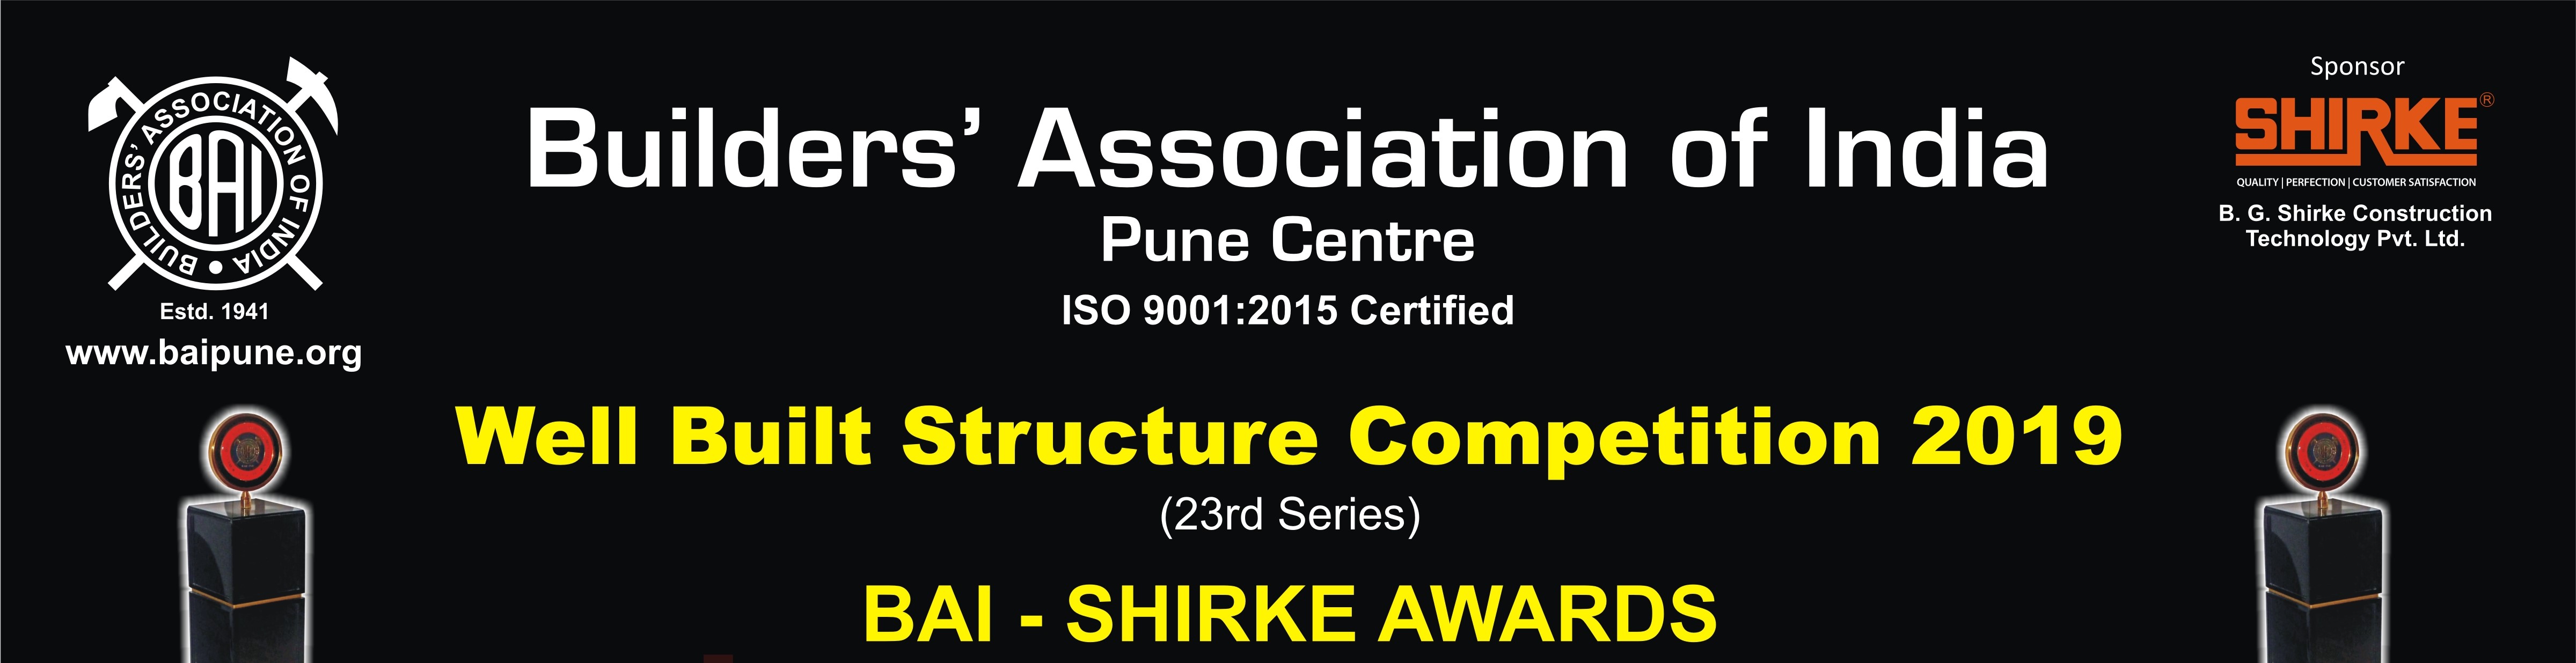 BUILDERS' ASSOCIATION OF INDIA
BAI
Estd. 1941
www.baipune.org
Builders' Association of India
Pune Centre
ISO 9001:2015 Certified
Sponsor
SHIRKE®
QUALITY | PERFECTION | CUSTOMER SATISFACTION
B. G. Shirke Construction
Technology Pvt. Ltd.
Well Built Structure Competition 2019
(23rd Series)
BAI - SHIRKE AWARDS